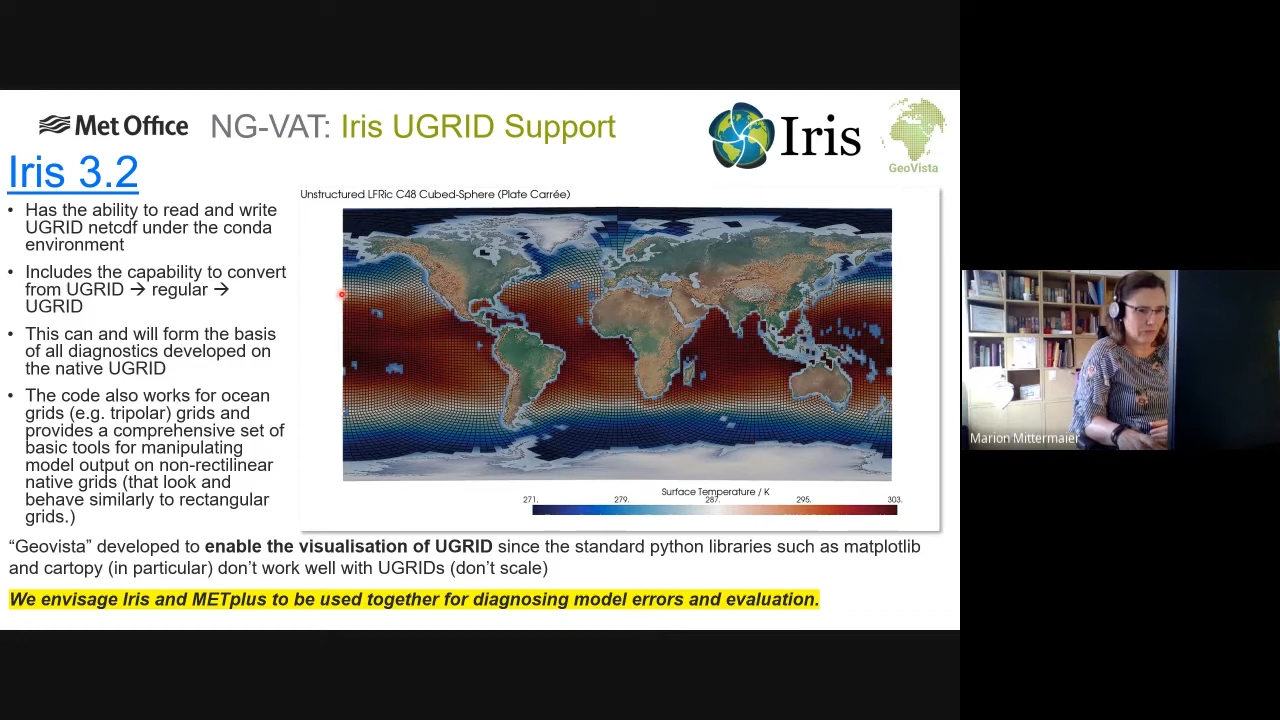 Met Office
NG-VAT: Iris UGRID Support
Iris
GeoVista
Iris 3.2
• Has the ability to read and write
UGRID netcdf under the conda
environment
• Includes the capability to convert
from UGRID → regular →
UGRID
• This can and will form the basis
of all diagnostics developed on
the native UGRID
• The code also works for ocean
grids (e.g. tripolar) grids and
provides a comprehensive set of
basic tools for manipulating
model output on non-rectilinear
native grids (that look and
behave similarly to rectangular
grids.)
Unstructured LFRic C48 Cubed-Sphere (Plate Carrée)
Surface Temperature / K
271. 279. 287. 295. 303.
“Geovista” developed to enable the visualisation of UGRID since the standard python libraries such as matplotlib
and cartopy (in particular) don’t work well with UGRIDs (don’t scale)
We envisage Iris and METplus to be used together for diagnosing model errors and evaluation.
Marion Mittermaier